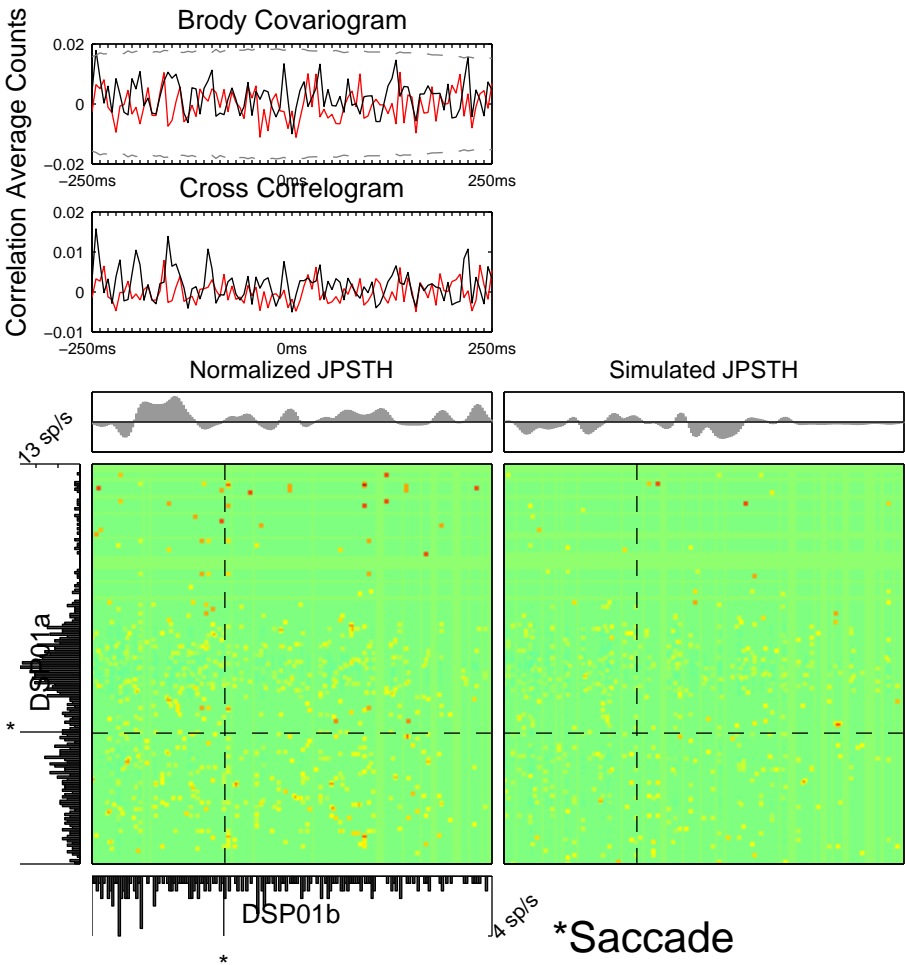 Brody Covariogram
Correlation Average Counts
0.02
0
−0.02
−250ms
0ms
250ms
Cross Correlogram
0.02
0.01
0
−0.01
−250ms
0ms
250ms
Normalized JPSTH
Simulated JPSTH
13 sp/s
DSP01a
*
DSP01b
4 sp/s
*
*Saccade